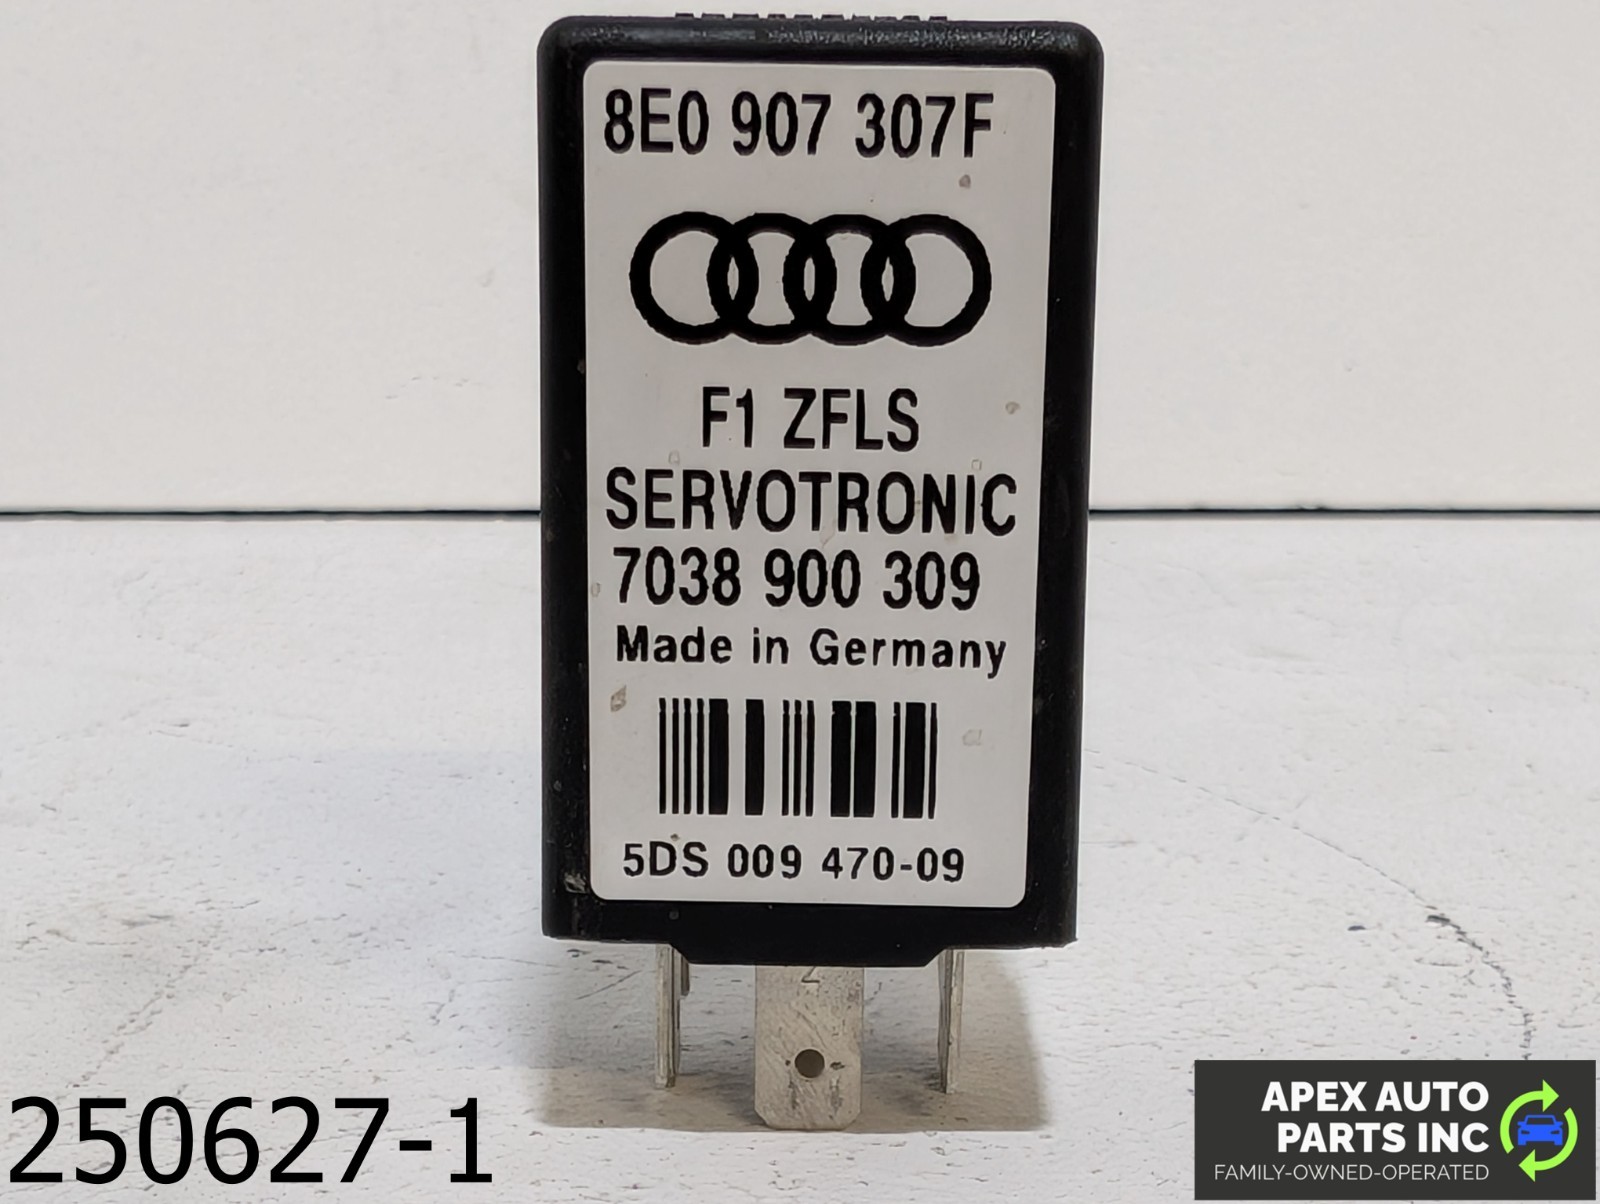 8E0 907 307F
F1 ZFLS
SERVOTRONIC
7038 900 309
Made in Germany
5DS 009 470-09
2
250627-1
APEX AUTO
PARTS INC
FAMILY-OWNED-OPERATED